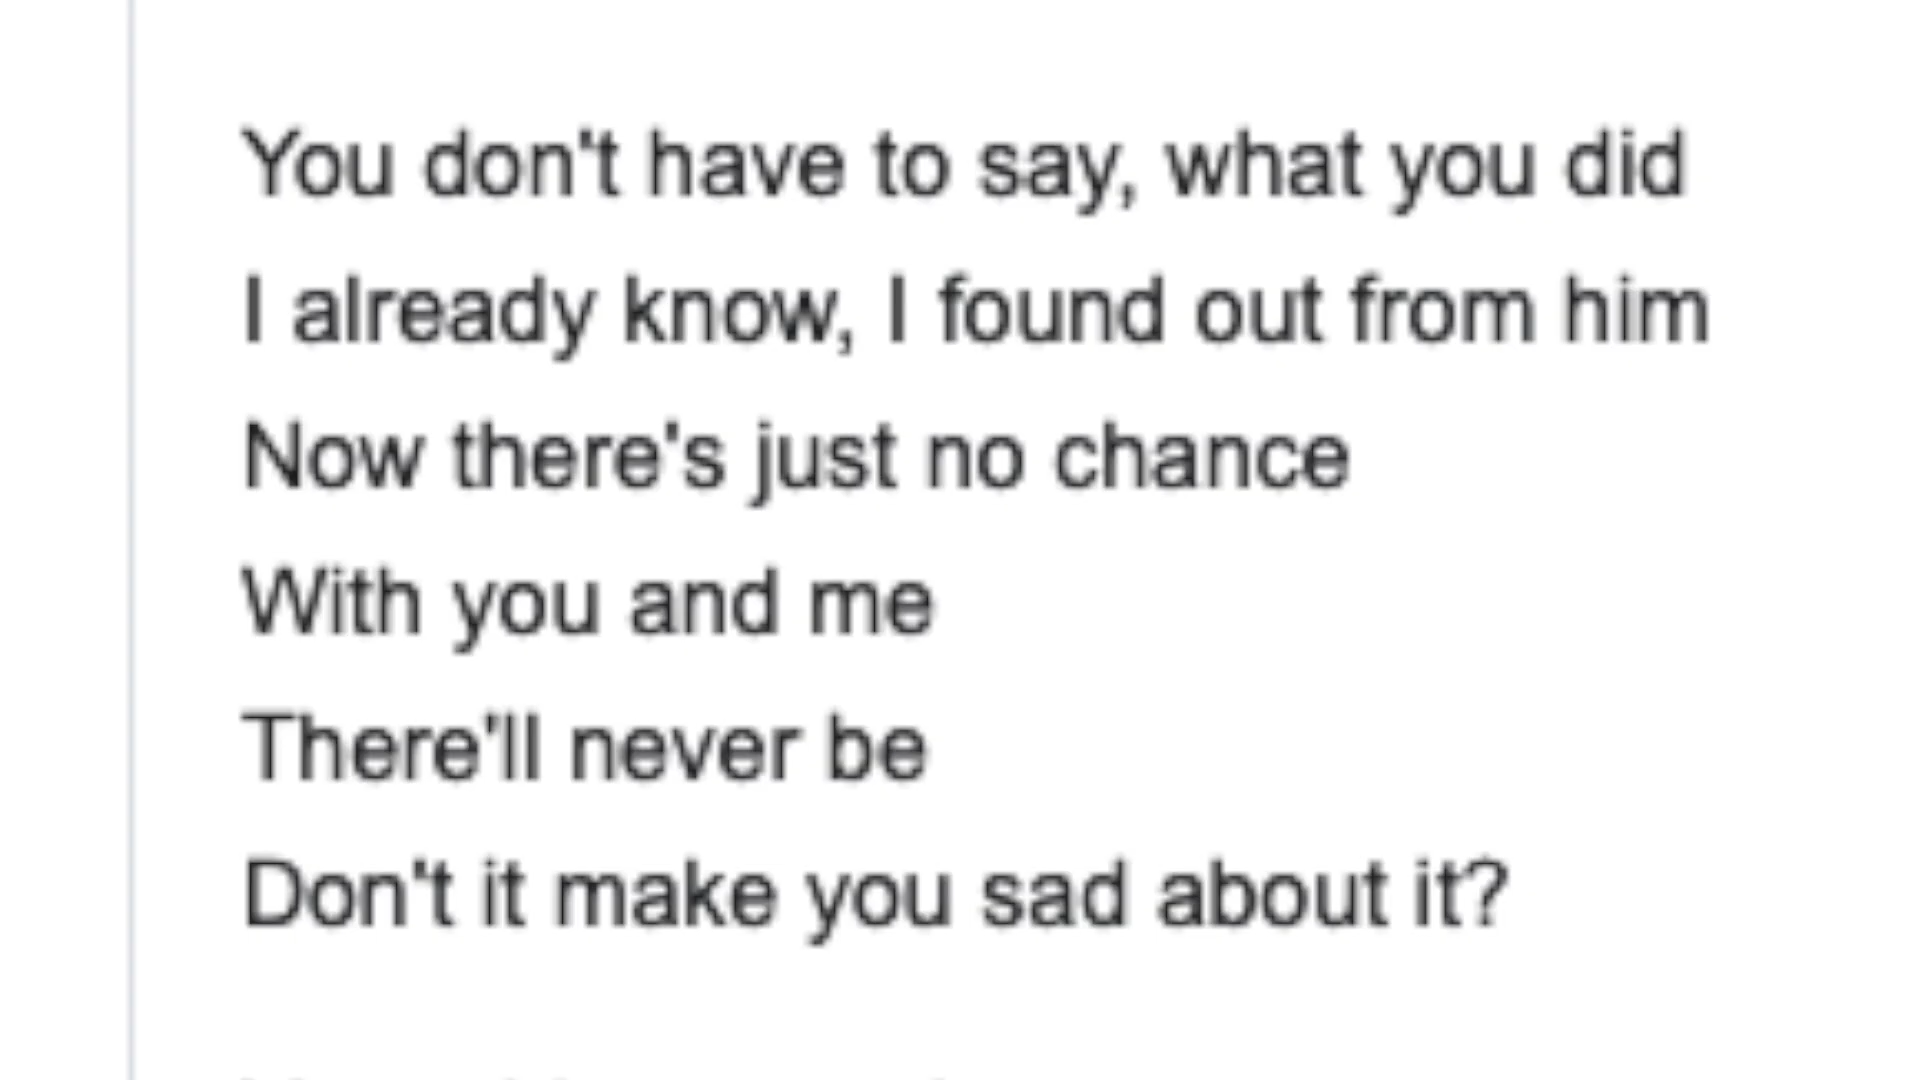 You don't have to say, what you did
I already know, I found out from him
Now there's just no chance
With you and me
There'll never be
Don't it make you sad about it?